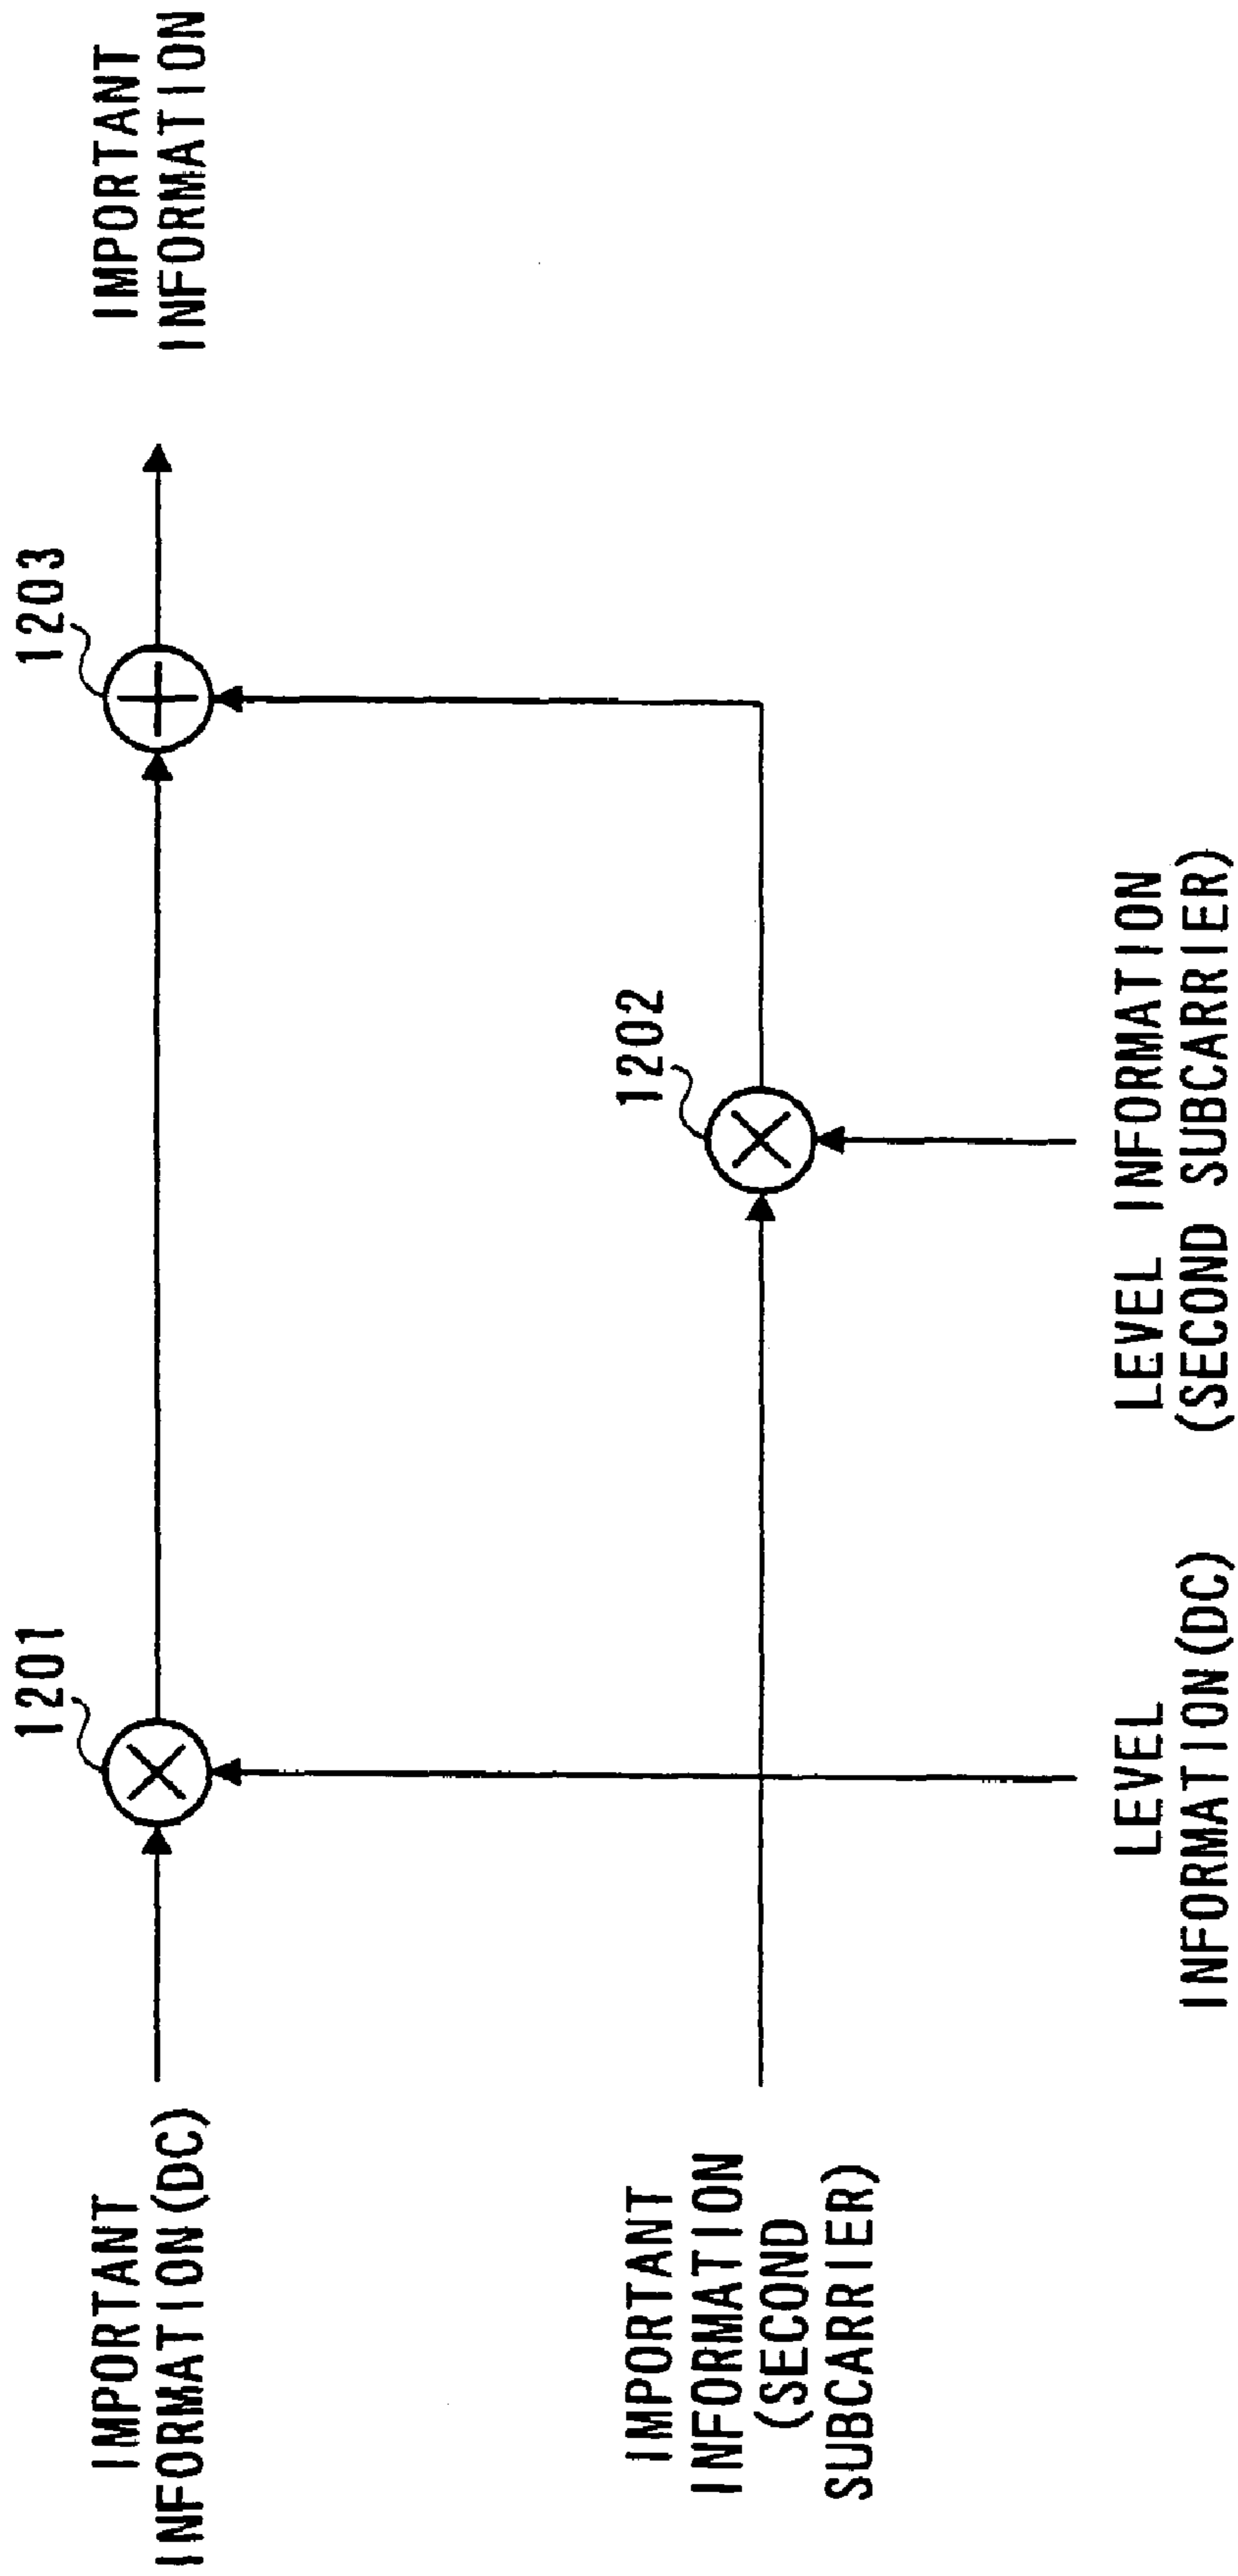 1201
1203
IMPORTANT
INFORMATION(DC)
IMPORTANT
INFORMATION
1202
IMPORTANT
INFORMATION
(SECOND
SUBCARRIER)
LEVEL
INFORMATION(DC)
LEVEL INFORMATION
(SECOND SUBCARRIER)